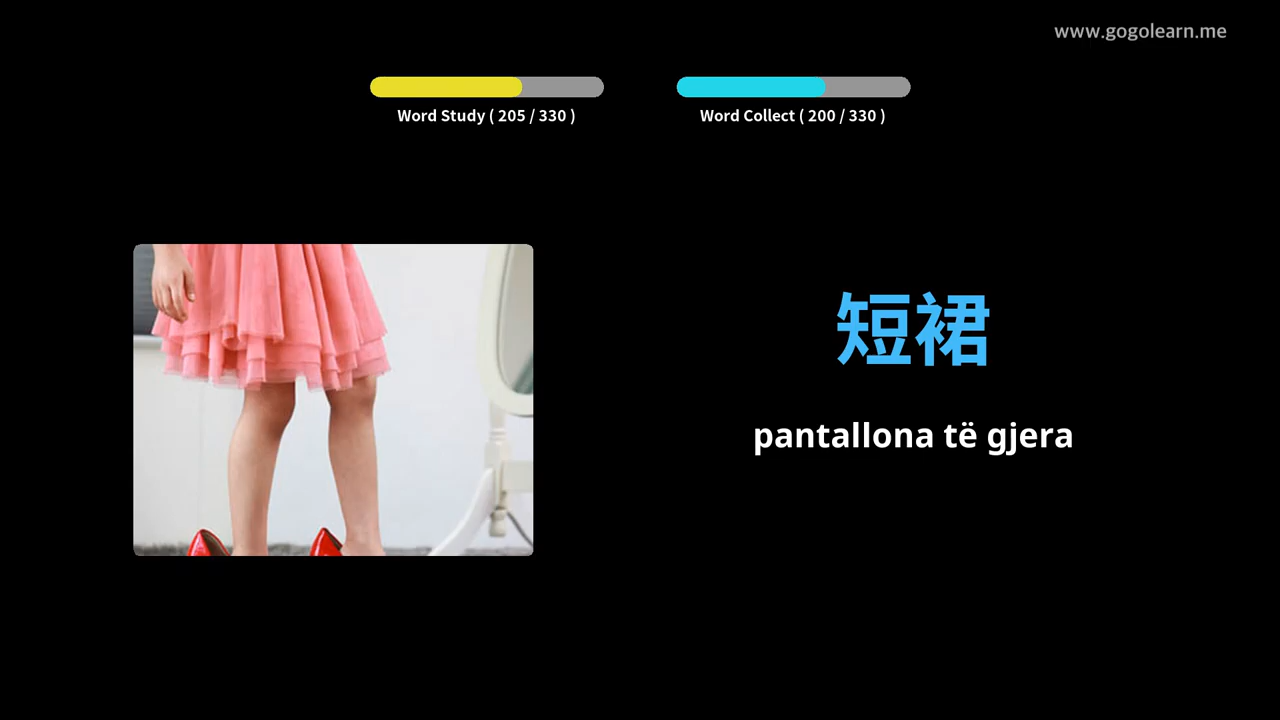 www.gogolearn.me
Word Study ( 205 / 330 )
Word Collect ( 200 / 330 )
短裙
pantallona të gjera